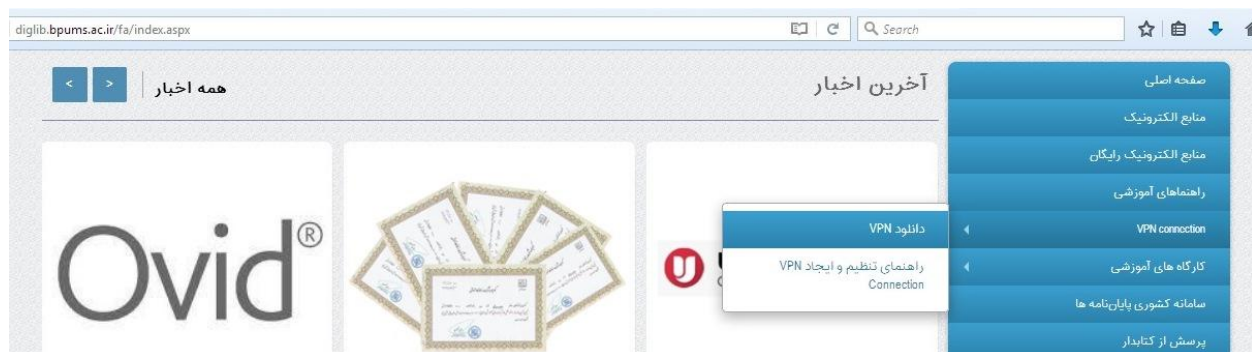 diglib.bpums.ac.ir/fa/index.aspx
Search
صفحه اصلی
منابع الکترونیک
منابع الکترونیک رایگان
راهنماهای آموزشی
VPN connection
کارگاه های آموزشی
سامانه کشوری پایان‌نامه ها
پرسش از کتابدار
دانلود VPN
راهنمای تنظیم و ایجاد VPN
Connection
آخرین اخبار
همه اخبار
< >
Ovid®